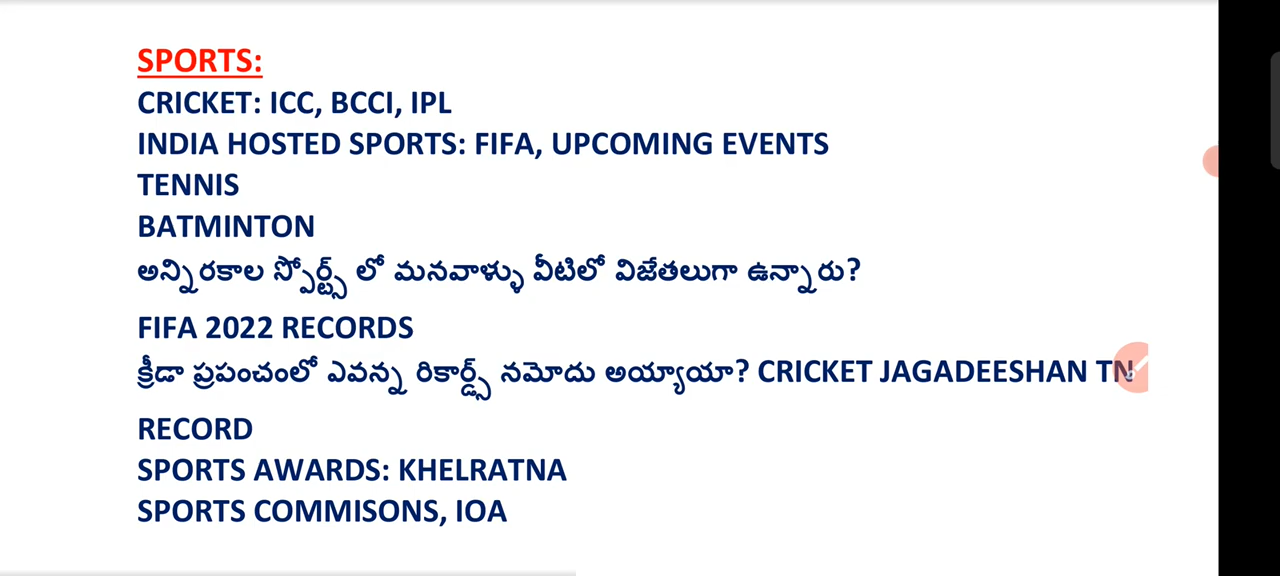 SPORTS:
CRICKET: ICC, BCCI, IPL
INDIA HOSTED SPORTS: FIFA, UPCOMING EVENTS
TENNIS
BATMINTON
అన్నిరకాల స్పోర్ట్స్ లో మనవాళ్ళు వీటిలో విజేతలుగా ఉన్నారు?
FIFA 2022 RECORDS
క్రీడా ప్రపంచంలో ఎవన్న రికార్డ్స్ నమోదు అయ్యాయా? CRICKET JAGADEESHAN TN
RECORD
SPORTS AWARDS: KHELRATNA
SPORTS COMMISONS, IOA